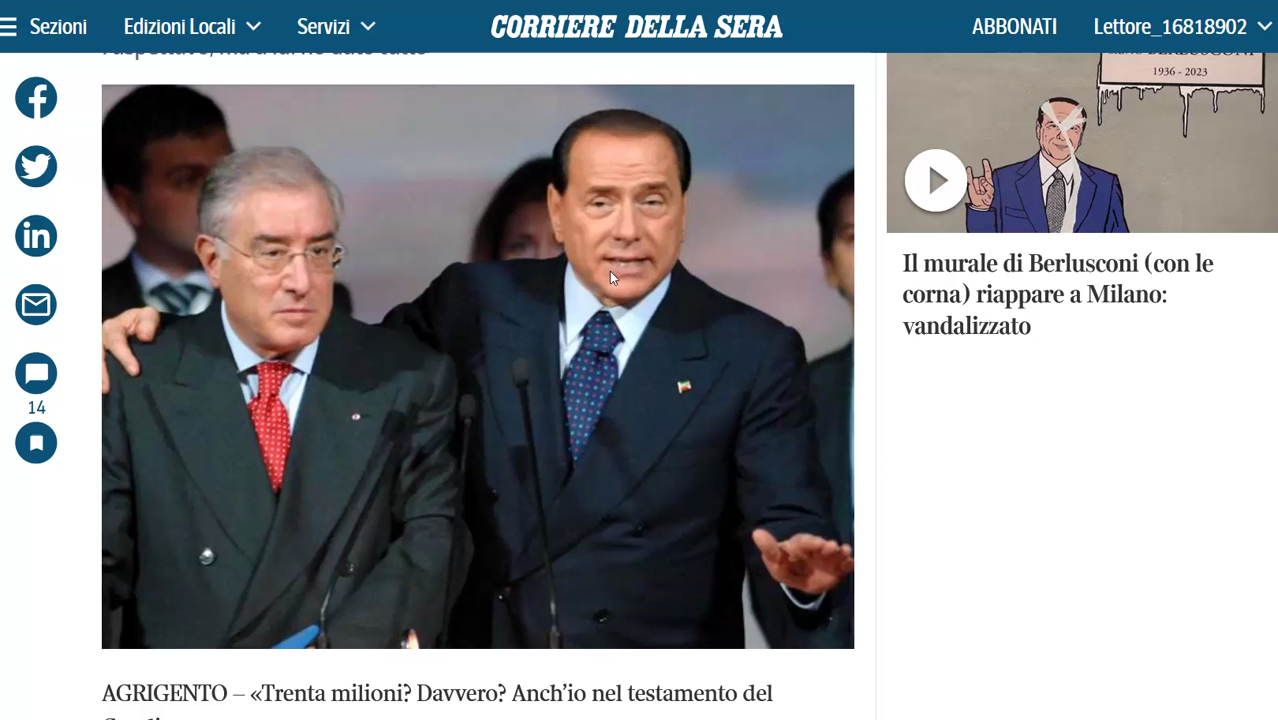 Sezioni
Edizioni Locali
Servizi
CORRIERE DELLA SERA
ABBONATI
Lettore_16818902
14
1936 - 2023
Il murale di Berlusconi (con le
corna) riappare a Milano:
vandalizzato
AGRIGENTO – «Trenta milioni? Davvero? Anch’io nel testamento del